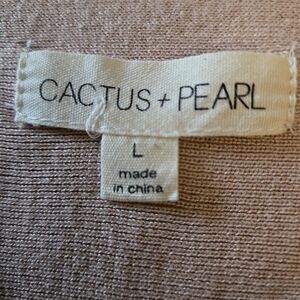 CACTUS + PEARL
L
made
in china